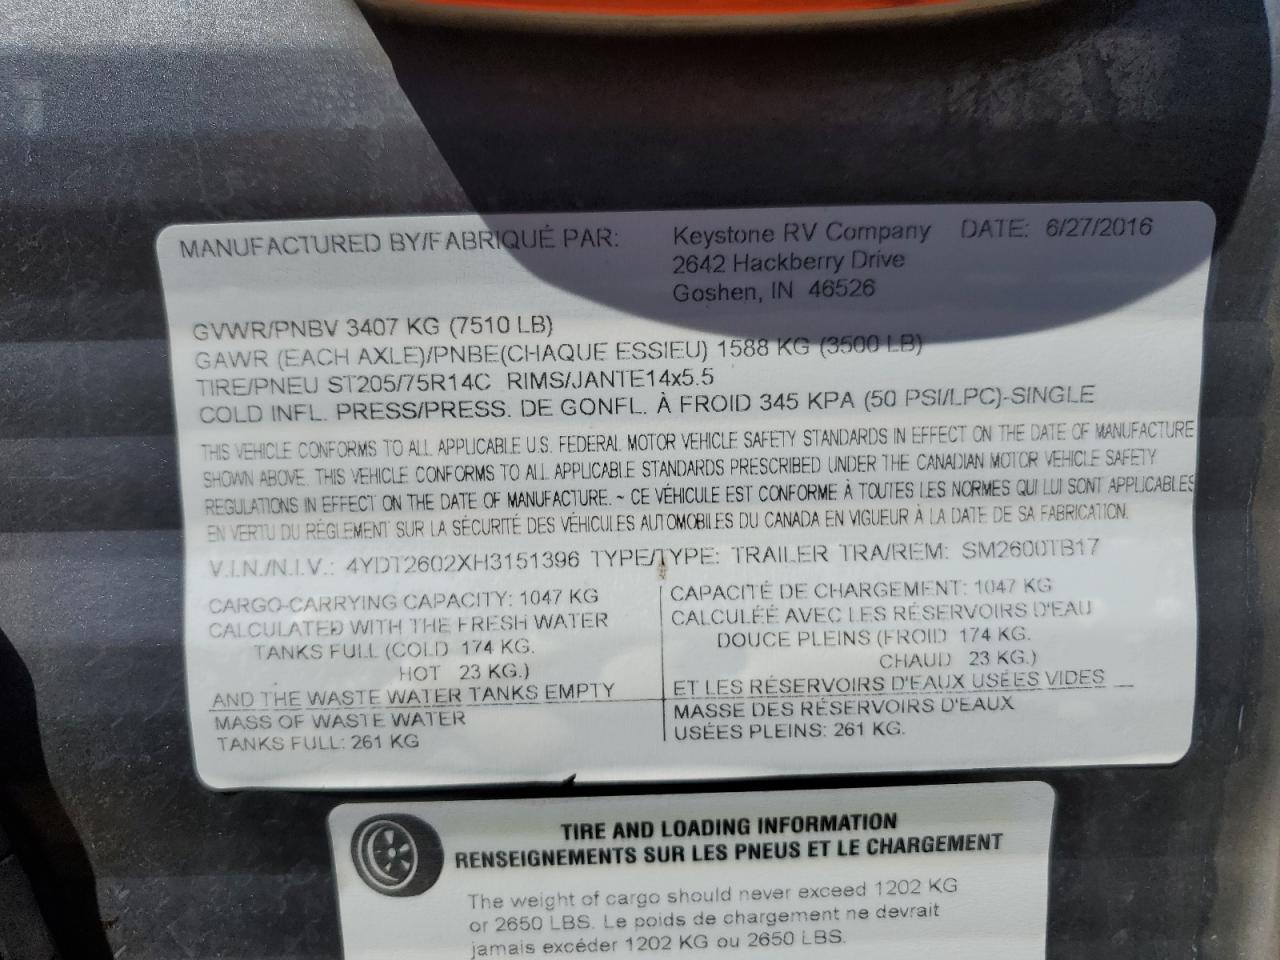 MANUFACTURED BY/FABRIQUÉ PAR: Keystone RV Company DATE: 6/27/2016
2642 Hackberry Drive
Goshen, IN 46526
GVWR/PNBV 3407 KG (7510 LB)
GAWR (EACH AXLE)/PNBE(CHAQUE ESSIEU) 1588 KG (3500 LB)
TIRE/PNEU ST205/75R14C RIMS/JANTE14x5.5
COLD INFL. PRESS/PRESS. DE GONFL. À FROID 345 KPA (50 PSI/LPC)-SINGLE
THIS VEHICLE CONFORMS TO ALL APPLICABLE U.S. FEDERAL MOTOR VEHICLE SAFETY STANDARDS IN EFFECT ON THE DATE OF MANUFACTURE
SHOWN ABOVE. THIS VEHICLE CONFORMS TO ALL APPLICABLE STANDARDS PRESCRIBED UNDER THE CANADIAN MOTOR VEHICLE SAFETY
REGULATIONS IN EFFECT ON THE DATE OF MANUFACTURE. ~ CE VÉHICULE EST CONFORME À TOUTES LES NORMES QUI LUI SONT APPLICABLES
EN VERTU DU RÉGLEMENT SUR LA SÉCURITÉ DES VÉHICULES AUTOMOBILES DU CANADA EN VIGUEUR À LA DATE DE SA FABRICATION.
V.I.N./N.I.V.: 4YDT2602XH3151396 TYPE/TYPE: TRAILER TRA/REM: SM2600TB17
CARGO-CARRYING CAPACITY: 1047 KG
CALCULATED WITH THE FRESH WATER
TANKS FULL (COLD 174 KG.
HOT 23 KG.)
AND THE WASTE WATER TANKS EMPTY
MASS OF WASTE WATER
TANKS FULL: 261 KG
CAPACITÉ DE CHARGEMENT: 1047 KG
CALCULÉE AVEC LES RÉSERVOIRS D'EAU
DOUCE PLEINS (FROID 174 KG.
CHAUD 23 KG.)
ET LES RÉSERVOIRS D'EAUX USÉES VIDES
MASSE DES RÉSERVOIRS D'EAUX
USÉES PLEINS: 261 KG.
TIRE AND LOADING INFORMATION
RENSEIGNEMENTS SUR LES PNEUS ET LE CHARGEMENT
The weight of cargo should never exceed 1202 KG
or 2650 LBS. Le poids de chargement ne devrait
jamais excéder 1202 KG ou 2650 LBS.